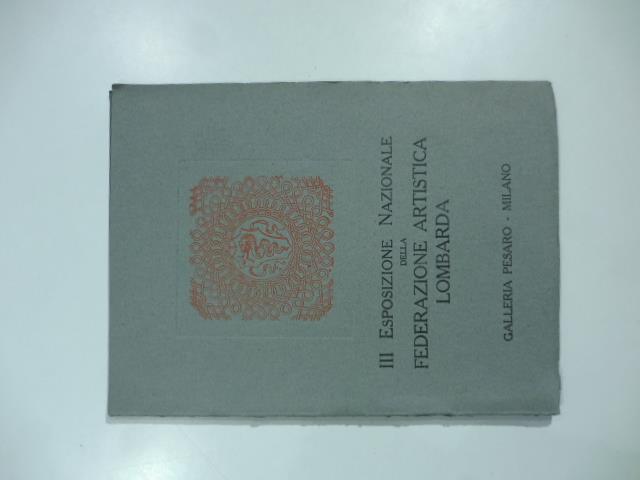 III ESPOSIZIONE NAZIONALE
DELLA
FEDERAZIONE ARTISTICA
LOMBARDA
GALLERIA PESARO - MILANO